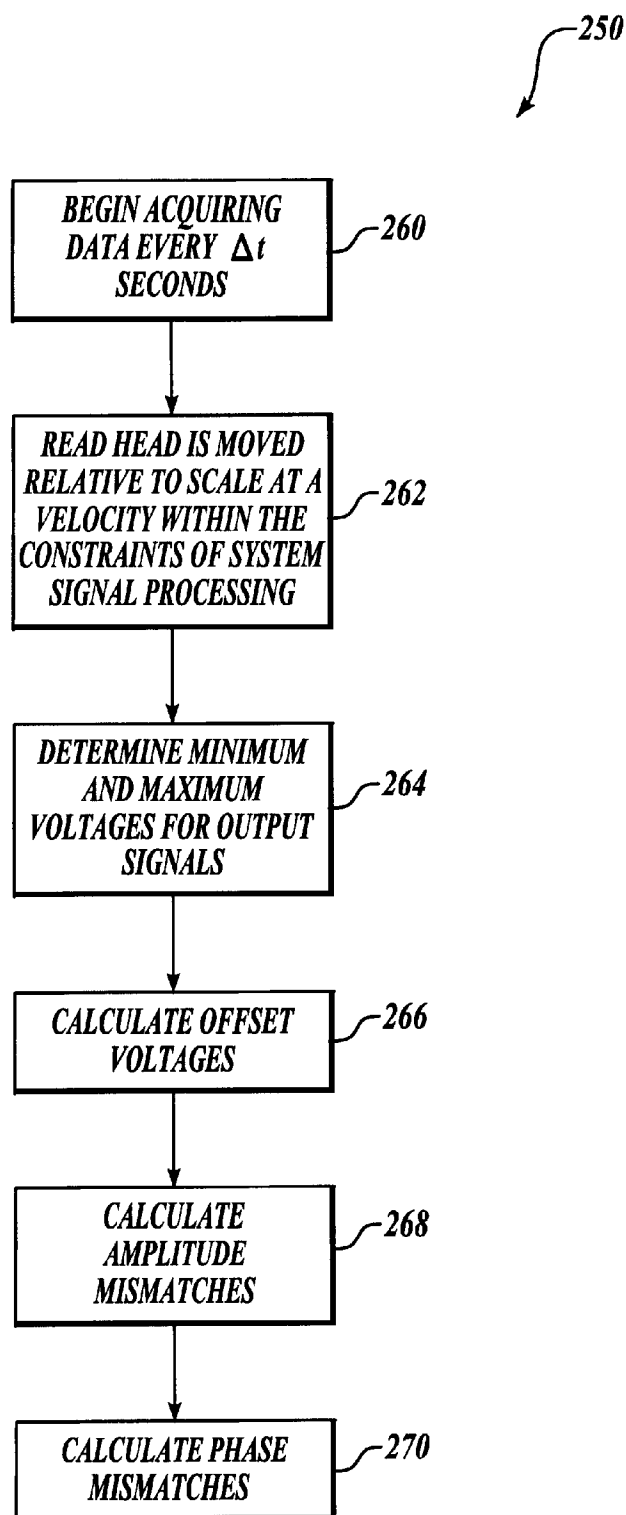 250
BEGIN ACQUIRING
DATA EVERY Δt
SECONDS
260
READ HEAD IS MOVED
RELATIVE TO SCALE AT A
VELOCITY WITHIN THE
CONSTRAINTS OF SYSTEM
SIGNAL PROCESSING
262
DETERMINE MINIMUM
AND MAXIMUM
VOLTAGES FOR OUTPUT
SIGNALS
264
CALCULATE OFFSET
VOLTAGES
266
CALCULATE
AMPLITUDE
MISMATCHES
268
CALCULATE PHASE
MISMATCHES
270